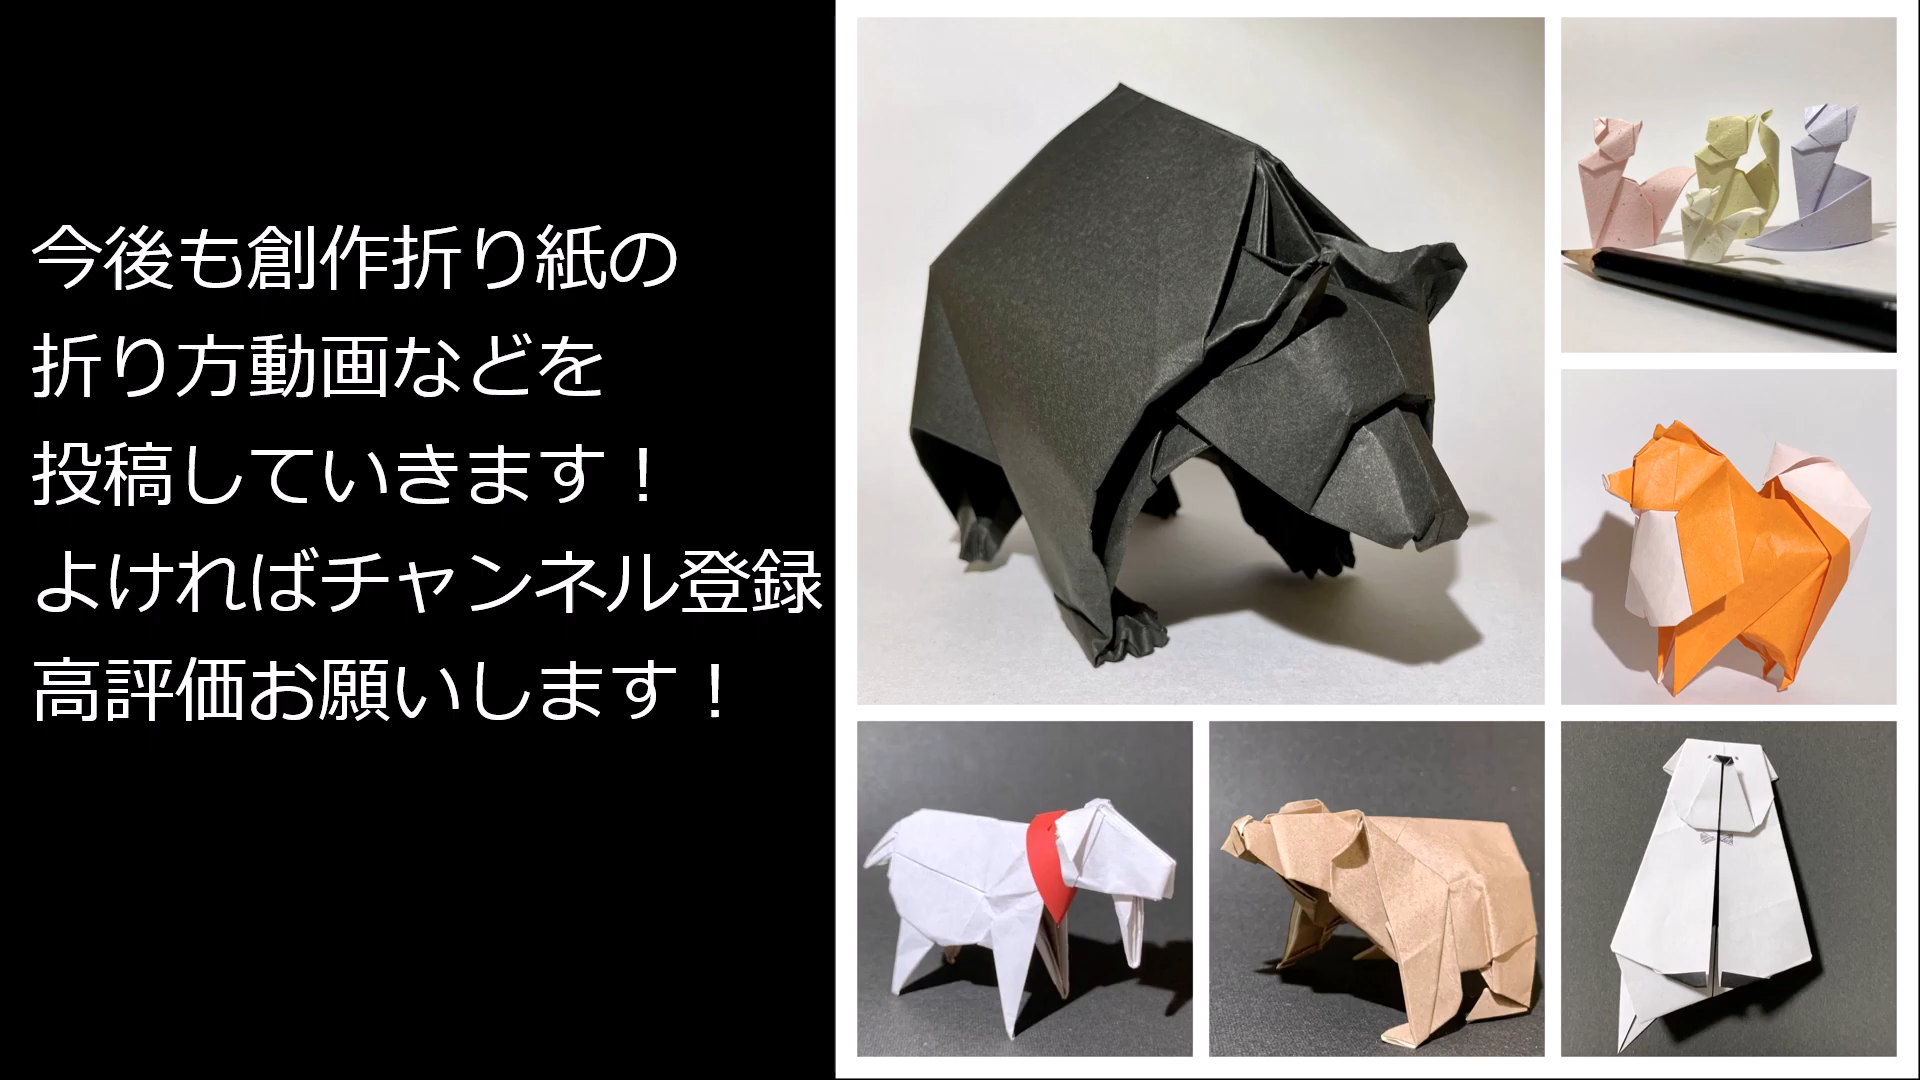 今後も創作折り紙の
折り方動画などを
投稿していきます！
よければチャンネル登録
高評価お願いします！